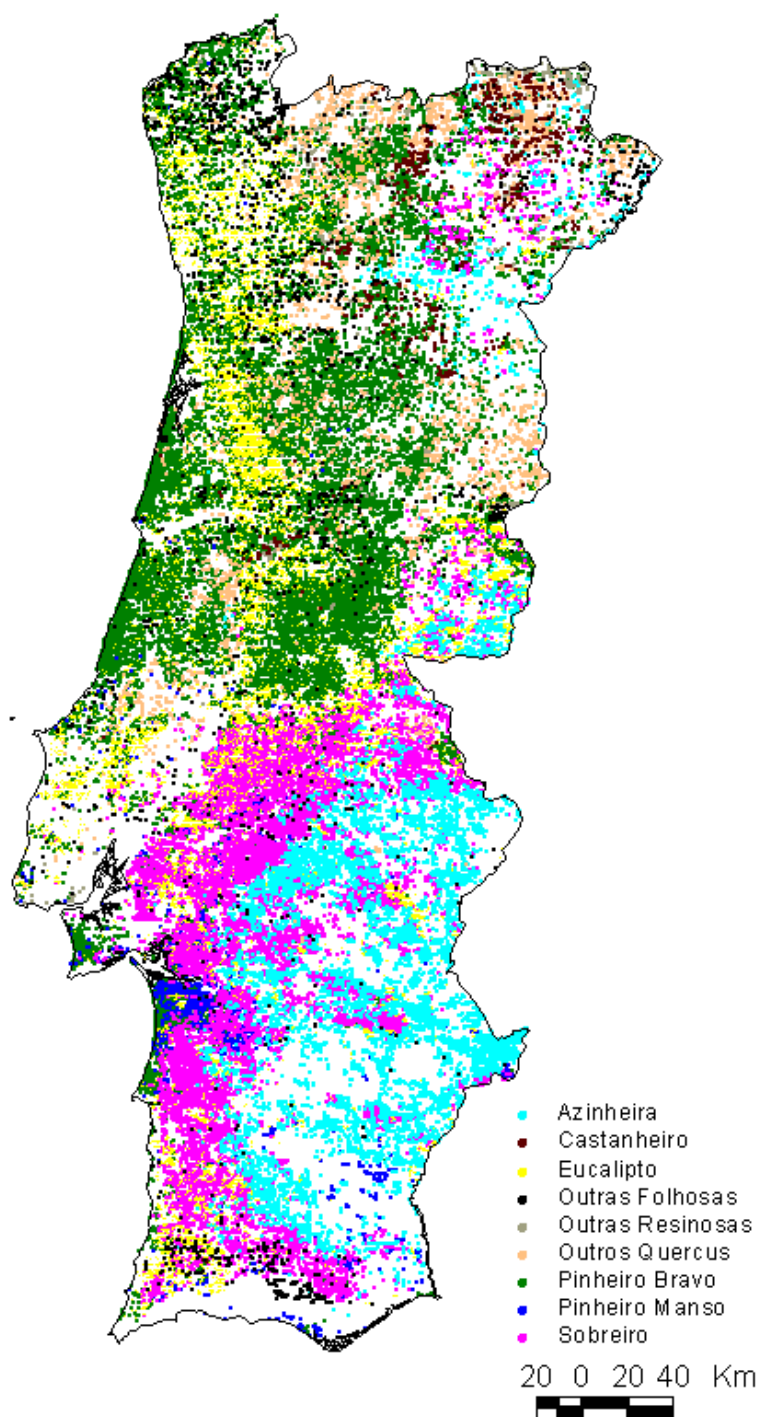 Azinheira
Castanheiro
Eucalipto
Outras Folhosas
Outras Resinosas
Outros Quercus
Pinheiro Bravo
Pinheiro Manso
Sobreiro
20 0 20 40 Km